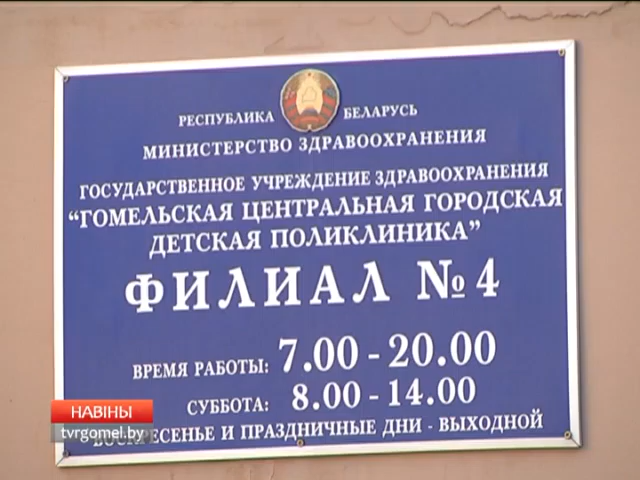 РЕСПУБЛИКА БЕЛАРУСЬ
МИНИСТЕРСТВО ЗДРАВООХРАНЕНИЯ
ГОСУДАРСТВЕННОЕ УЧРЕЖДЕНИЕ ЗДРАВООХРАНЕНИЯ
“ГОМЕЛЬСКАЯ ЦЕНТРАЛЬНАЯ ГОРОДСКАЯ
ДЕТСКАЯ ПОЛИКЛИНИКА”
ФИЛИАЛ №4
ВРЕМЯ РАБОТЫ: 7.00 - 20.00
СУББОТА: 8.00 - 14.00
ВОСКРЕСЕНЬЕ И ПРАЗДНИЧНЫЕ ДНИ - ВЫХОДНОЙ
НАВІНЫ
tvrgomel.by